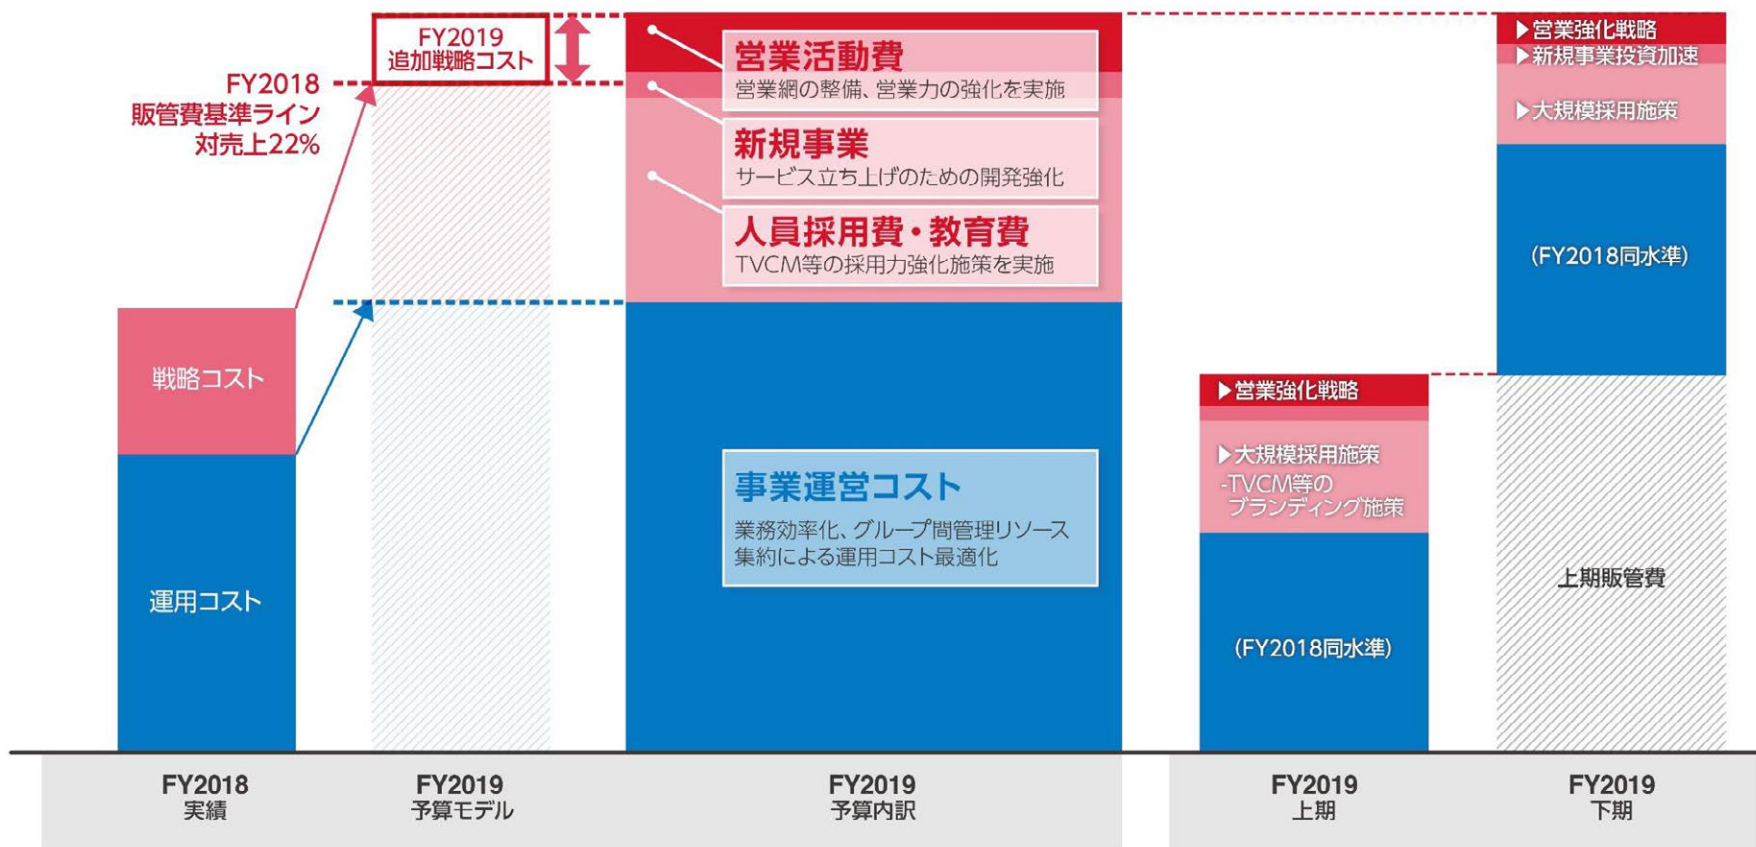 FY2018
販管費基準ライン
対売上22%
戦略コスト
運用コスト
FY2018
実績
FY2019
追加戦略コスト
FY2019
予算モデル
営業活動費
営業網の整備、営業力の強化を実施
新規事業
サービス立ち上げのための開発強化
人員採用費・教育費
TVCM等の採用力強化施策を実施
事業運営コスト
業務効率化、グループ間管理リソース
集約による運用コスト最適化
FY2019
予算内訳
▶営業強化戦略
▶大規模採用施策
-TVCM等の
ブランディング施策
(FY2018同水準)
FY2019
上期
▶営業強化戦略
▶新規事業投資加速
▶大規模採用施策
(FY2018同水準)
上期販管費
FY2019
下期